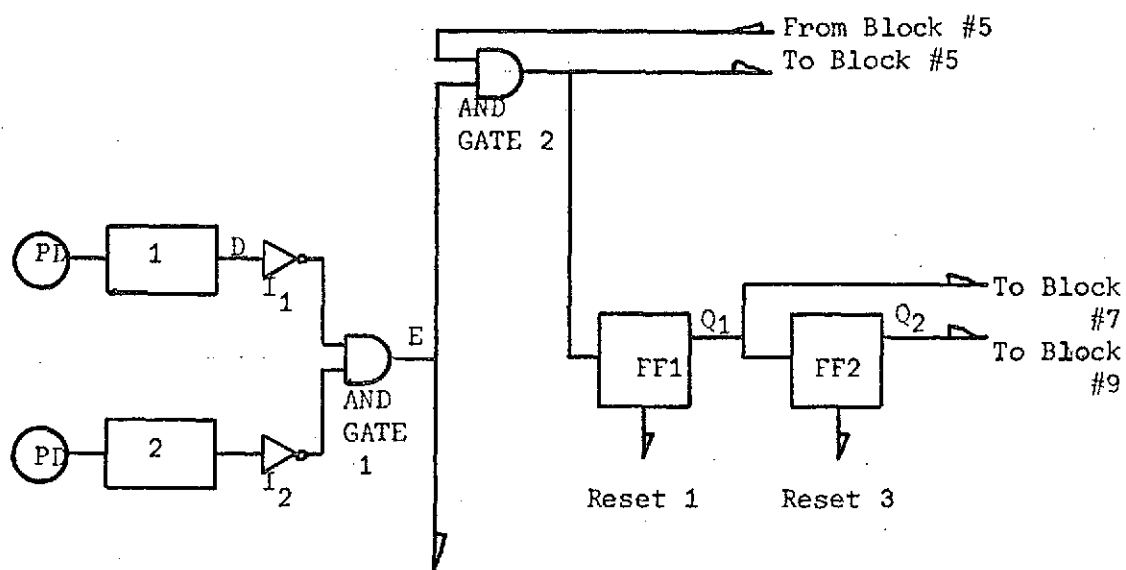 From Block #5
To Block #5
AND
GATE 2
PD
1
D
I1
E
Q1
To Block
#7
Q2
To Block
#9
FF1
FF2
AND
GATE
1
PD
2
I2
Reset 1
Reset 3